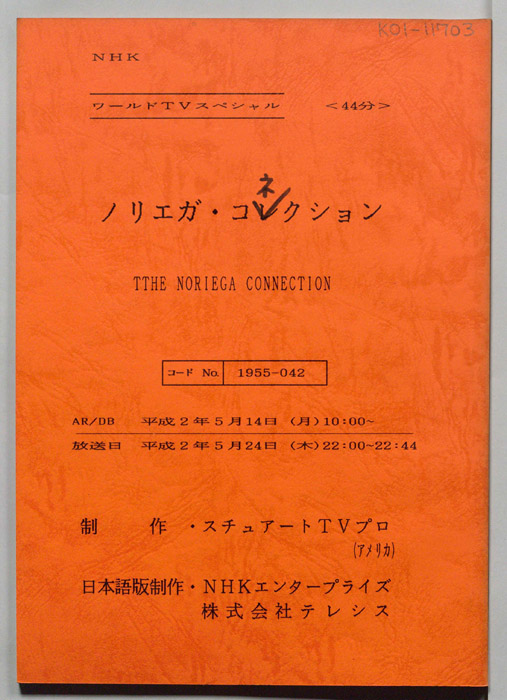 K01-11703
NHK
ワールドTVスペシャル <44分>
ネ
ノリエガ・コレクション
TTHE NORIEGA CONNECTION
コード No. 1955-042
AR/DB 平成2年5月14日 (月)10:00~
放送日 平成2年5月24日 (木)22:00~22:44
制 作 ・スチュアートTVプロ
(アメリカ)
日本語版制作・NHKエンタープライズ
株式会社テレシス